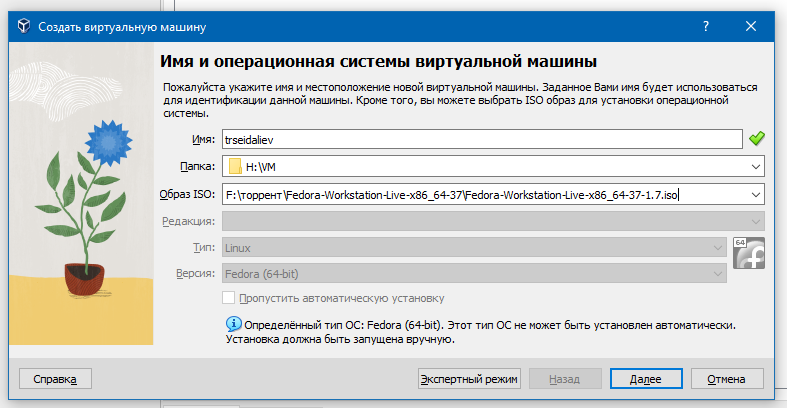 Создать виртуальную машину
Имя и операционная системы виртуальной машины
Пожалуйста укажите имя и местоположение новой виртуальной машины. Заданное Вами имя будет использоваться
для идентификации данной машины. Кроме того, вы можете выбрать ISO образ для установки операционной
системы.
Имя: trseidaliev
Папка: H:\VM
Образ ISO: F:\торрент\Fedora-Workstation-Live-x86_64-37\Fedora-Workstation-Live-x86_64-37-1.7.iso
Редакция:
Тип: Linux 64
Версия: Fedora (64-bit)
Пропустить автоматическую установку
Определённый тип ОС: Fedora (64-bit). Этот тип ОС не может быть установлен автоматически.
Установка должна быть запущена вручную.
Справка Экспертный режим Назад Далее Отмена